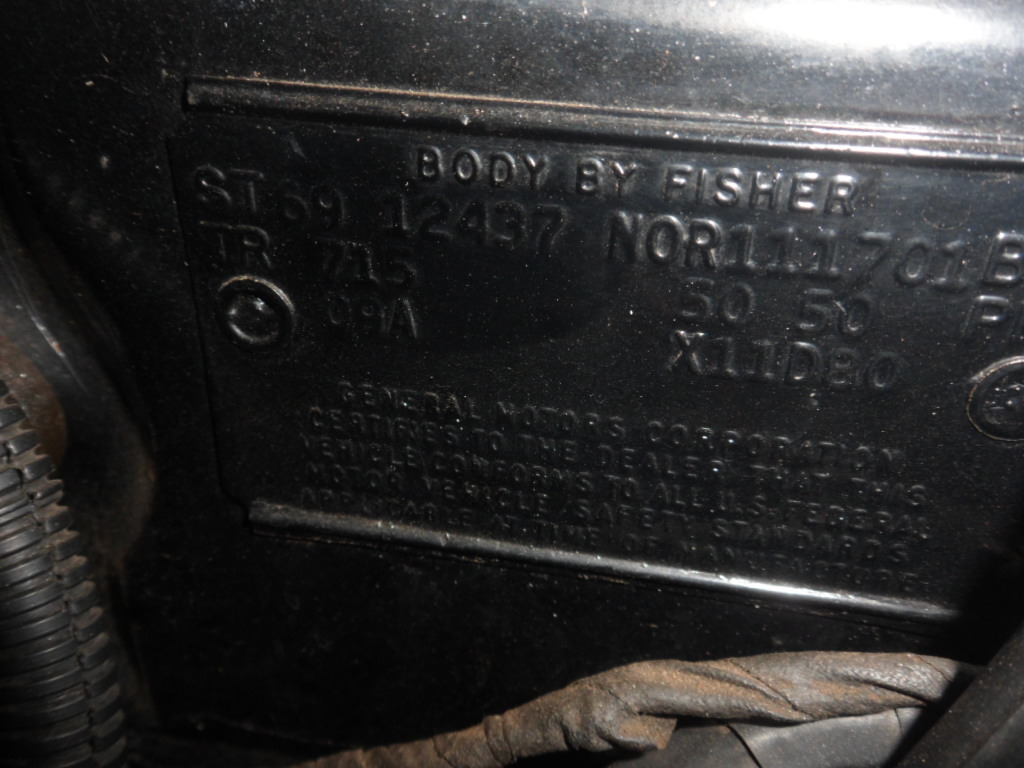 BODY BY FISHER
ST 69 12437 NOR111701 B
TR 715 50 50 P
09A X11D80
GENERAL MOTORS CORPORATION
CERTIFIES TO THE DEALER THAT THIS
VEHICLE CONFORMS TO ALL U.S. FEDERAL
MOTOR VEHICLE SAFETY STANDARDS
APPLICABLE AT TIME OF MANUFACTURE